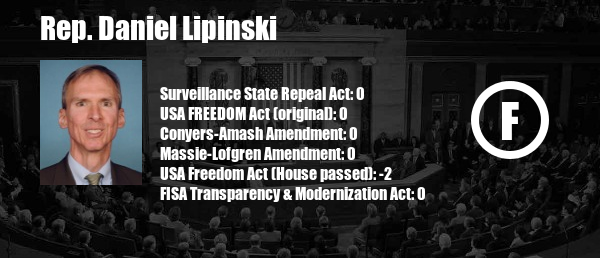 Rep. Daniel Lipinski
Surveillance State Repeal Act: 0
USA FREEDOM Act (original): 0
Conyers-Amash Amendment: 0
Massie-Lofgren Amendment: 0
USA Freedom Act (House passed): -2
FISA Transparency & Modernization Act: 0
F